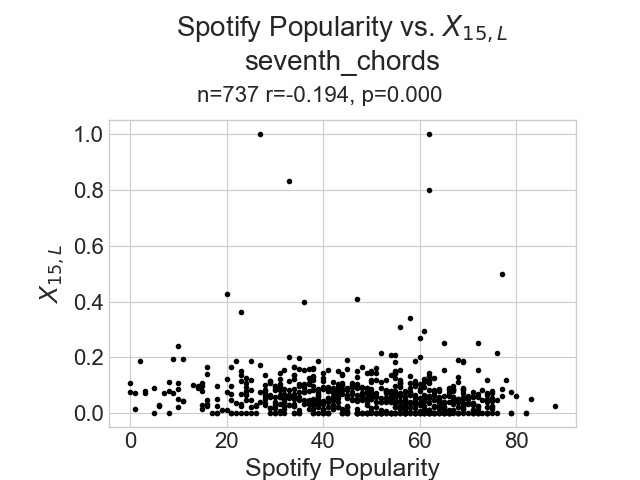 Spotify Popularity vs. X₁₅,L
seventh_chords
n=737 r=-0.194, p=0.000
1.0
0.8
0.6
0.4
0.2
0.0
X₁₅,L
0 20 40 60 80
Spotify Popularity